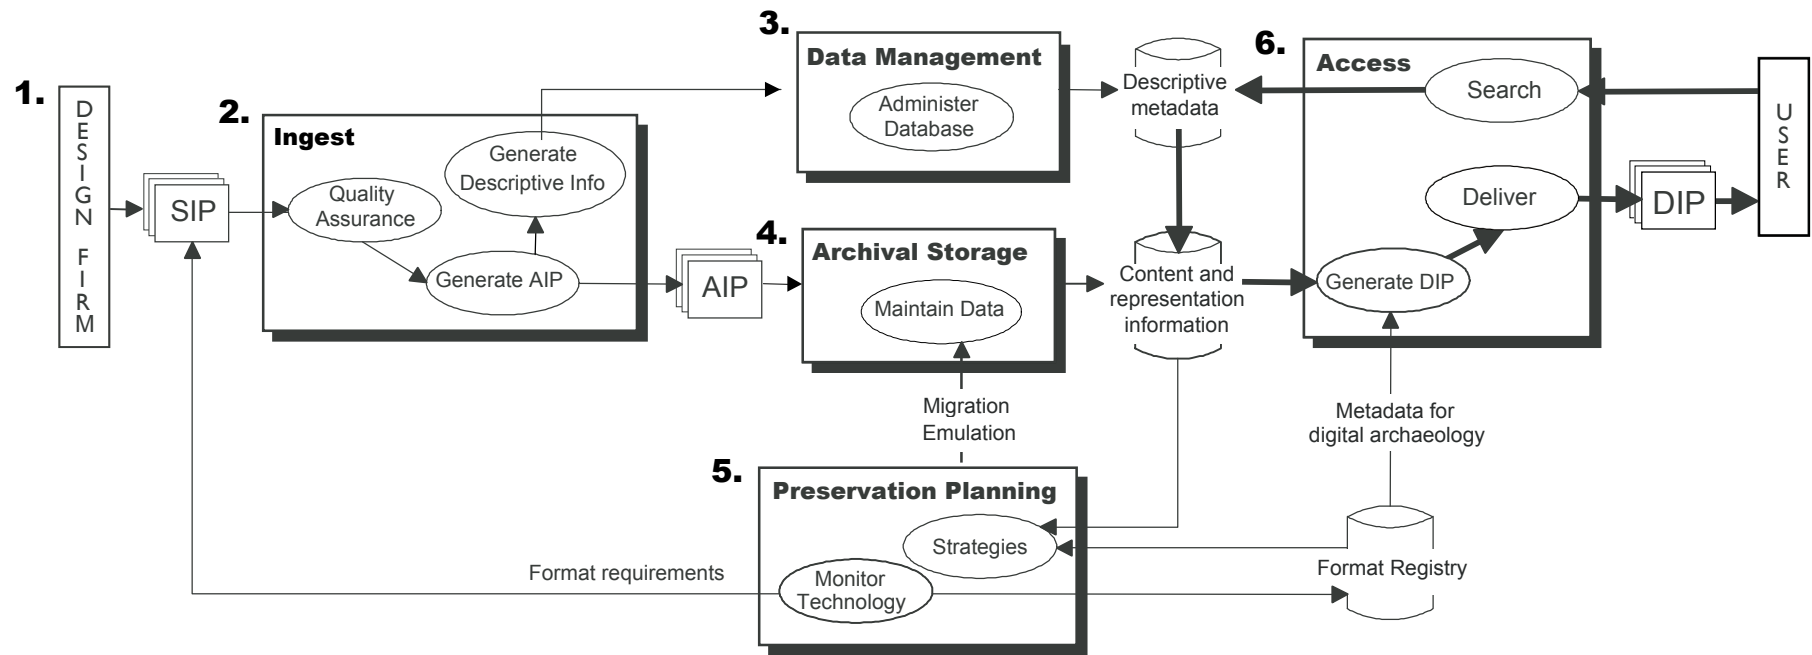 1.
DESIGN FIRM
SIP
2.
Ingest
Quality
Assurance
Generate
Descriptive Info
Generate AIP
AIP
3.
Data Management
Administer
Database
4.
Archival Storage
Maintain Data
Migration
Emulation
5.
Preservation Planning
Strategies
Monitor
Technology
Format requirements
Descriptive
metadata
Content and
representation
information
6.
Access
Search
Deliver
Generate DIP
DIP
USER
Metadata for
digital archaeology
Format Registry